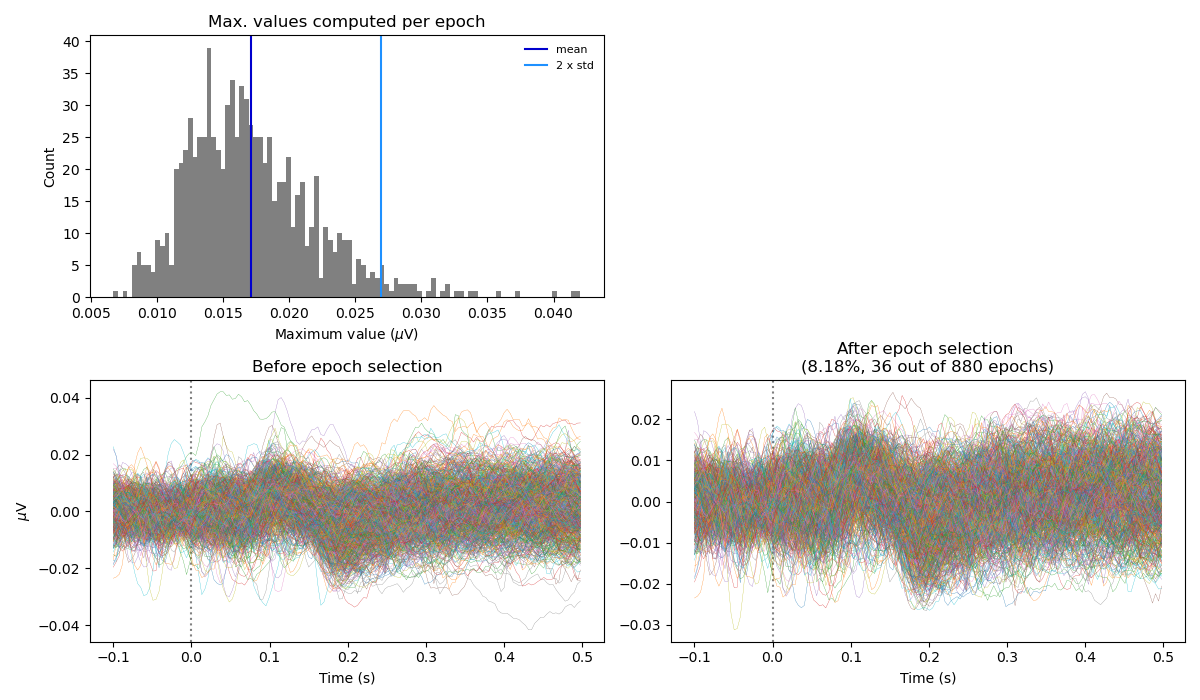 Max. values computed per epoch
40
35
30
25
20
15
10
5
0
Count
mean
2 x std
0.005 0.010 0.015 0.020 0.025 0.030 0.035 0.040
Maximum value (μV)
Before epoch selection
0.04
0.02
0.00
−0.02
−0.04
μV
−0.1 0.0 0.1 0.2 0.3 0.4 0.5
Time (s)
After epoch selection
(8.18%, 36 out of 880 epochs)
0.02
0.01
0.00
−0.01
−0.02
−0.03
−0.1 0.0 0.1 0.2 0.3 0.4 0.5
Time (s)